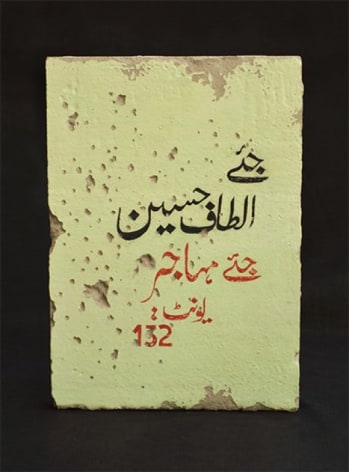 جئے
الطاف حسین
جئے مہاجر
یونٹ:
132